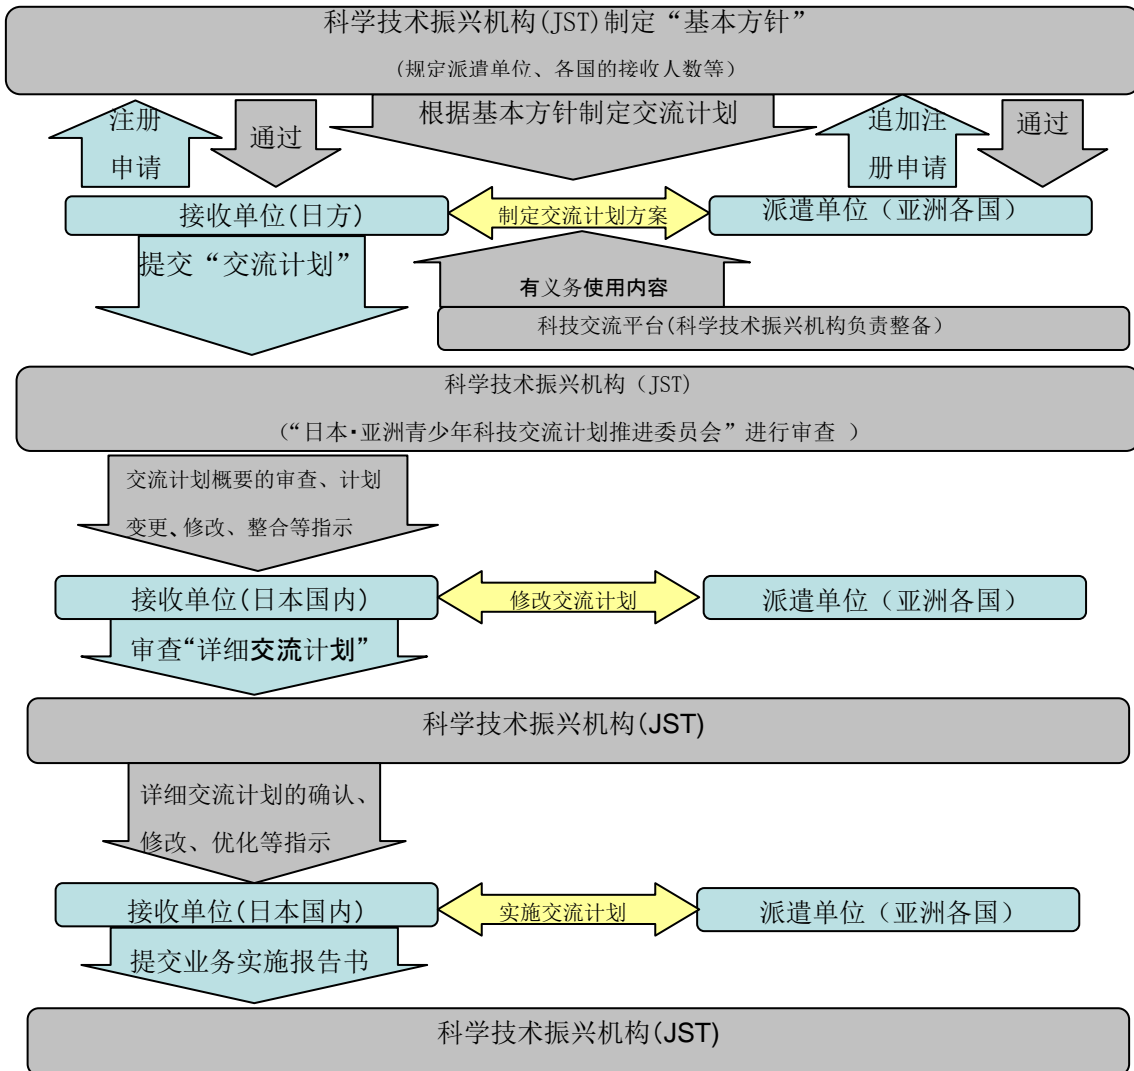 科学技术振兴机构(JST)制定“基本方针”
(规定派遣单位、各国的接收人数等)
注册
申请
通过
根据基本方针制定交流计划
追加注
册申请
通过
接收单位(日方)
制定交流计划方案
派遣单位（亚洲各国）
提交“交流计划”
有义务使用内容
科技交流平台(科学技术振兴机构负责整备)
科学技术振兴机构（JST)
(“日本·亚洲青少年科技交流计划推进委员会”进行审查 ）
交流计划概要的审查、计划
变更、修改、整合等指示
接收单位(日本国内)
修改交流计划
派遣单位（亚洲各国）
审查“详细交流计划”
科学技术振兴机构(JST)
详细交流计划的确认、
修改、优化等指示
接收单位(日本国内)
实施交流计划
派遣单位（亚洲各国）
提交业务实施报告书
科学技术振兴机构(JST)